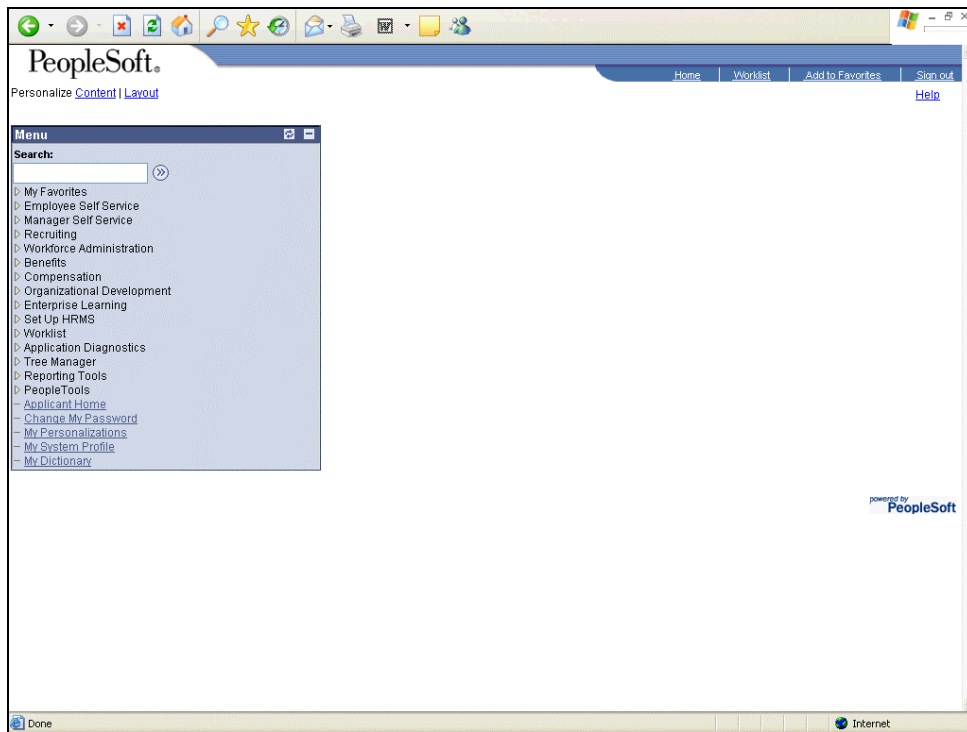 PeopleSoft.
Home Worklist Add to Favorites Sign out
Personalize Content | Layout
Help
Menu
Search:
My Favorites
Employee Self Service
Manager Self Service
Recruiting
Workforce Administration
Benefits
Compensation
Organizational Development
Enterprise Learning
Set Up HRMS
Worklist
Application Diagnostics
Tree Manager
Reporting Tools
PeopleTools
Applicant Home
Change My Password
My Personalizations
My System Profile
My Dictionary
powered by
PeopleSoft
Done
Internet